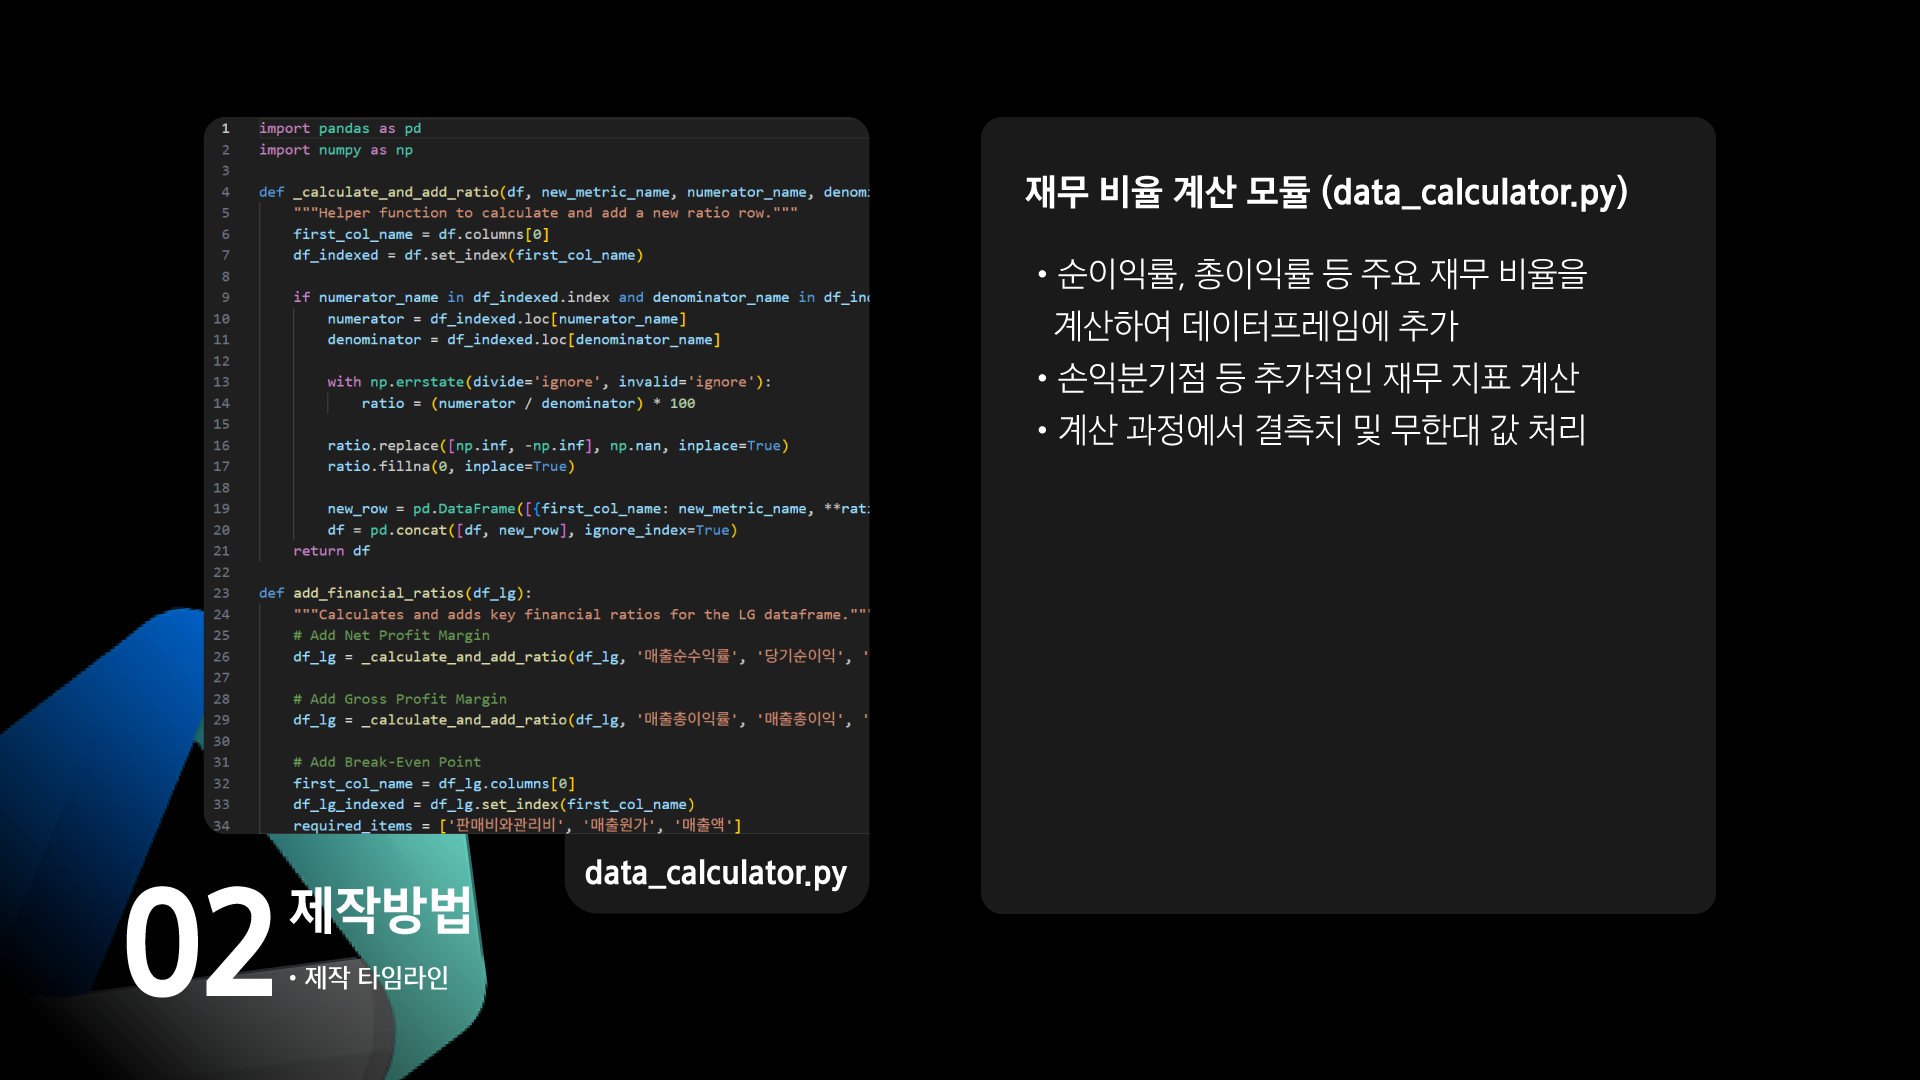 1 import pandas as pd
2 import numpy as np
3
4 def _calculate_and_add_ratio(df, new_metric_name, numerator_name, denomi
5 """Helper function to calculate and add a new ratio row."""
6 first_col_name = df.columns[0]
7 df_indexed = df.set_index(first_col_name)
8
9 if numerator_name in df_indexed.index and denominator_name in df_ind
10 numerator = df_indexed.loc[numerator_name]
11 denominator = df_indexed.loc[denominator_name]
12
13 with np.errstate(divide='ignore', invalid='ignore'):
14 ratio = (numerator / denominator) * 100
15
16 ratio.replace([np.inf, -np.inf], np.nan, inplace=True)
17 ratio.fillna(0, inplace=True)
18
19 new_row = pd.DataFrame([{first_col_name: new_metric_name, **rati
20 df = pd.concat([df, new_row], ignore_index=True)
21 return df
22
23 def add_financial_ratios(df_lg):
24 """Calculates and adds key financial ratios for the LG dataframe."""
25 # Add Net Profit Margin
26 df_lg = _calculate_and_add_ratio(df_lg, '매출순수익률', '당기순이익', '
27
28 # Add Gross Profit Margin
29 df_lg = _calculate_and_add_ratio(df_lg, '매출총이익률', '매출총이익', '
30
31 # Add Break-Even Point
32 first_col_name = df_lg.columns[0]
33 df_lg_indexed = df_lg.set_index(first_col_name)
34 required_items = ['판매비와관리비', '매출원가', '매출액']
data_calculator.py
02 제작방법
• 제작 타임라인
재무 비율 계산 모듈 (data_calculator.py)
• 순이익률, 총이익률 등 주요 재무 비율을
계산하여 데이터프레임에 추가
• 손익분기점 등 추가적인 재무 지표 계산
• 계산 과정에서 결측치 및 무한대 값 처리